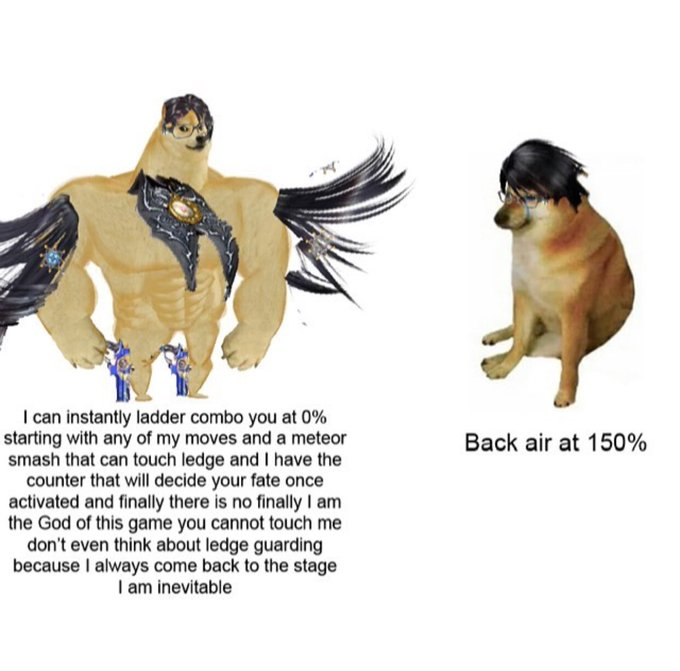 I can instantly ladder combo you at 0%
starting with any of my moves and a meteor
smash that can touch ledge and I have the
counter that will decide your fate once
activated and finally there is no finally I am
the God of this game you cannot touch me
don't even think about ledge guarding
because I always come back to the stage
I am inevitable
Back air at 150%